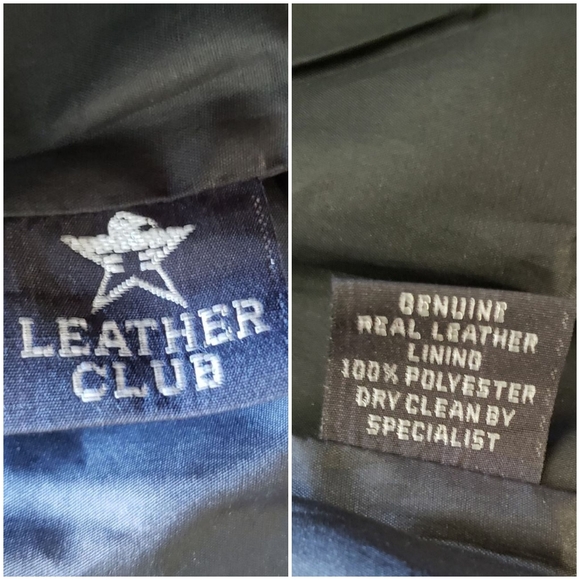 LEATHER
CLUB
GENUINE
REAL LEATHER
LINING
100% POLYESTER
DRY CLEAN BY
SPECIALIST